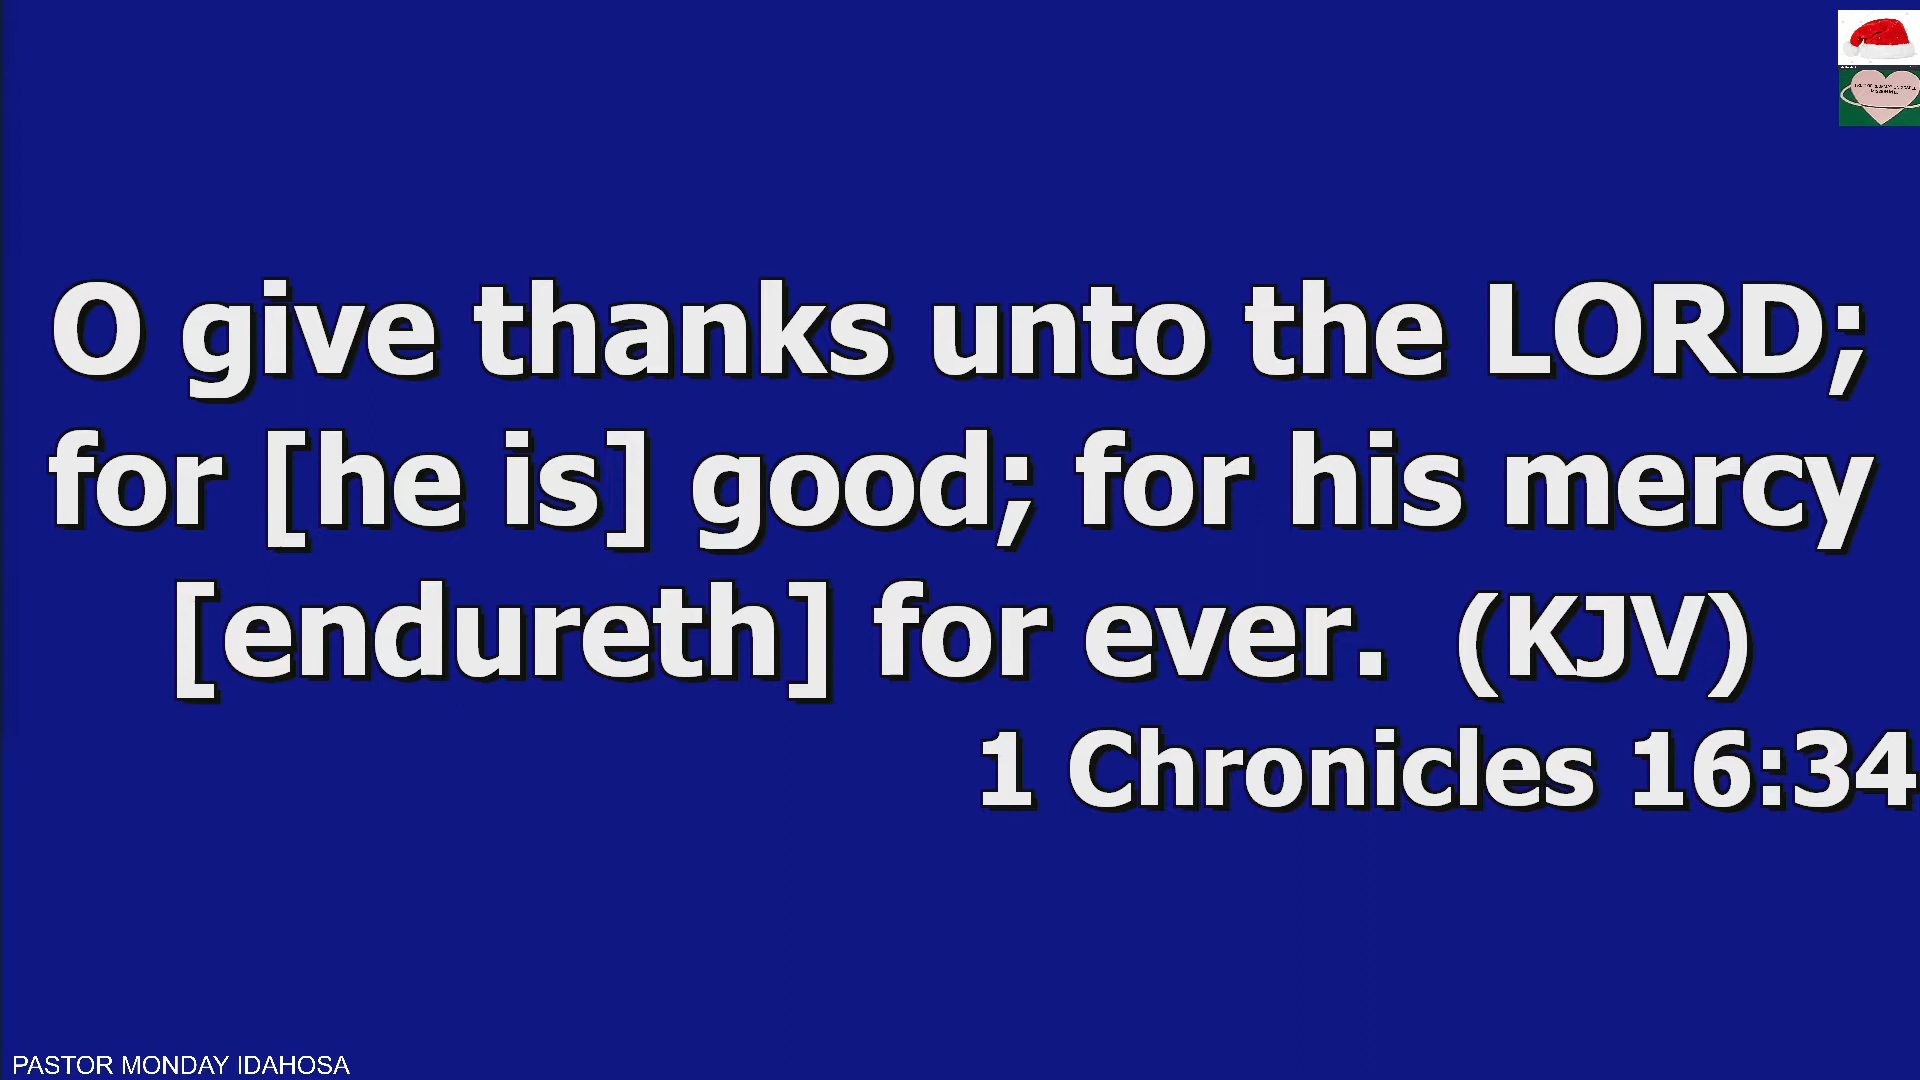 O give thanks unto the LORD;
for [he is] good; for his mercy
[endureth] for ever. (KJV)
1 Chronicles 16:34
PASTOR MONDAY IDAHOSA